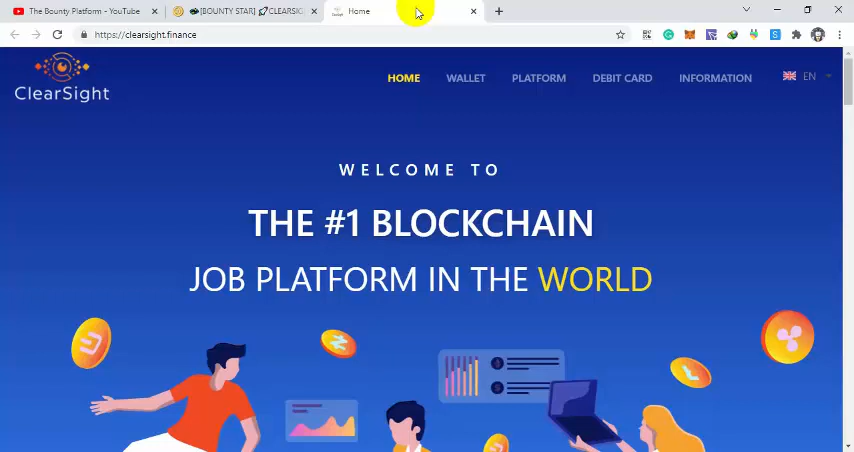 The Bounty Platform - YouTube
[BOUNTY STAR] 🚀CLEARSIG
Home
https://clearsight.finance
ClearSight
HOME WALLET PLATFORM DEBIT CARD INFORMATION EN
WELCOME TO
THE #1 BLOCKCHAIN
JOB PLATFORM IN THE WORLD